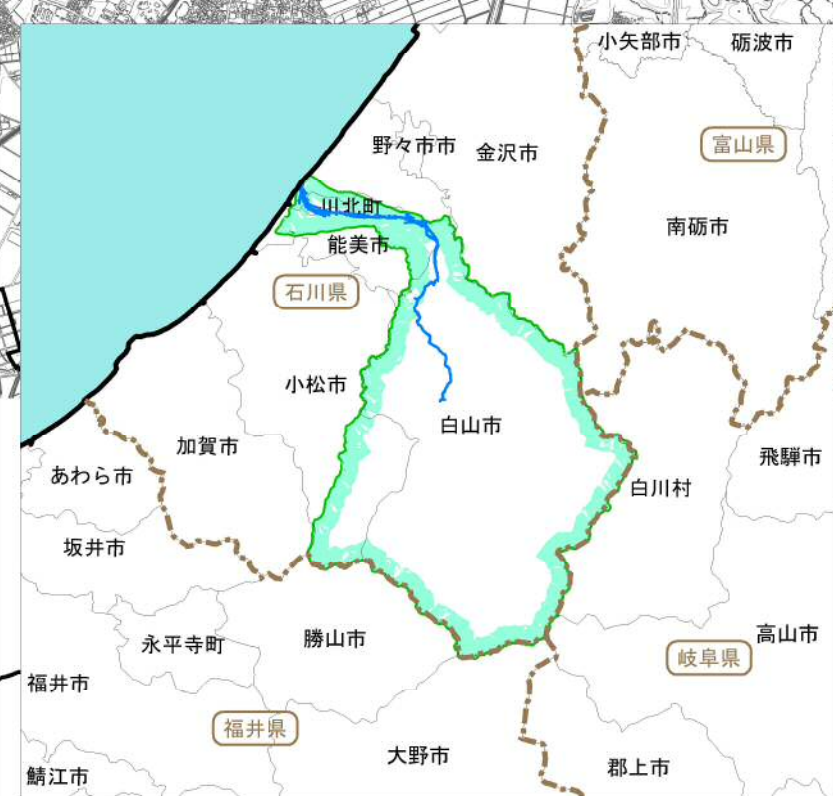 小矢部市
砺波市
野々市市
金沢市
富山県
川北町
南砺市
能美市
石川県
小松市
白山市
加賀市
飛騨市
あわら市
白川村
坂井市
高山市
勝山市
永平寺町
岐阜県
福井市
福井県
大野市
郡上市
鯖江市